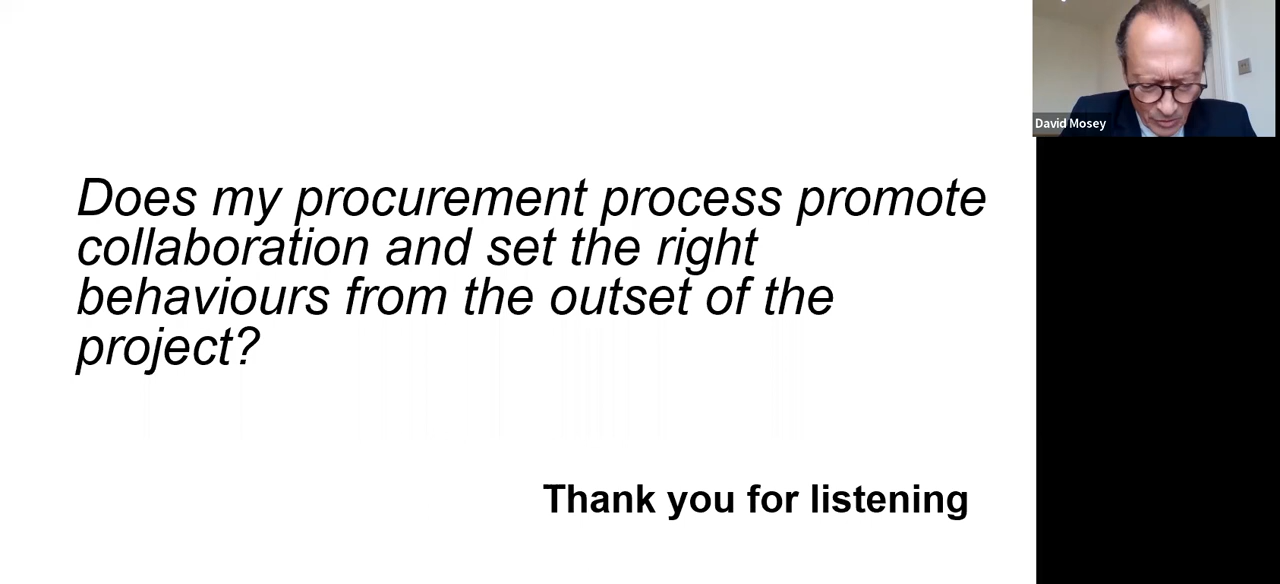 Does my procurement process promote
collaboration and set the right
behaviours from the outset of the
project?
Thank you for listening
David Mosey